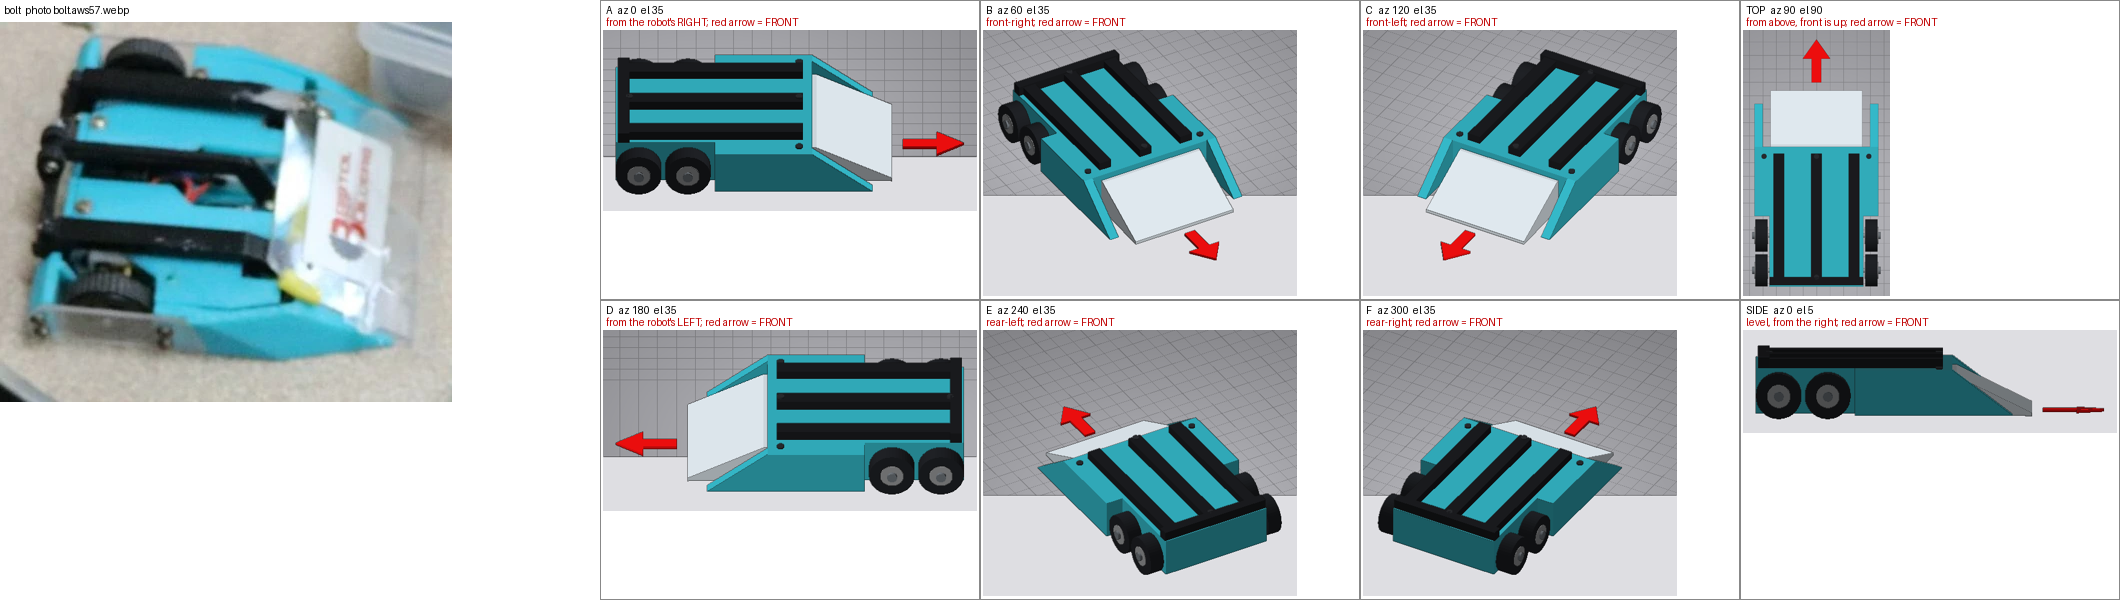 bolt photo bolt.aws57.webp
A az 0 el 35
from the robot's RIGHT; red arrow = FRONT
B az 60 el 35
front-right; red arrow = FRONT
C az 120 el 35
front-left; red arrow = FRONT
TOP az 90 el 90
from above, front is up; red arrow = FRONT
D az 180 el 35
from the robot's LEFT; red arrow = FRONT
E az 240 el 35
rear-left; red arrow = FRONT
F az 300 el 35
rear-right; red arrow = FRONT
SIDE az 0 el 5
level, from the right; red arrow = FRONT